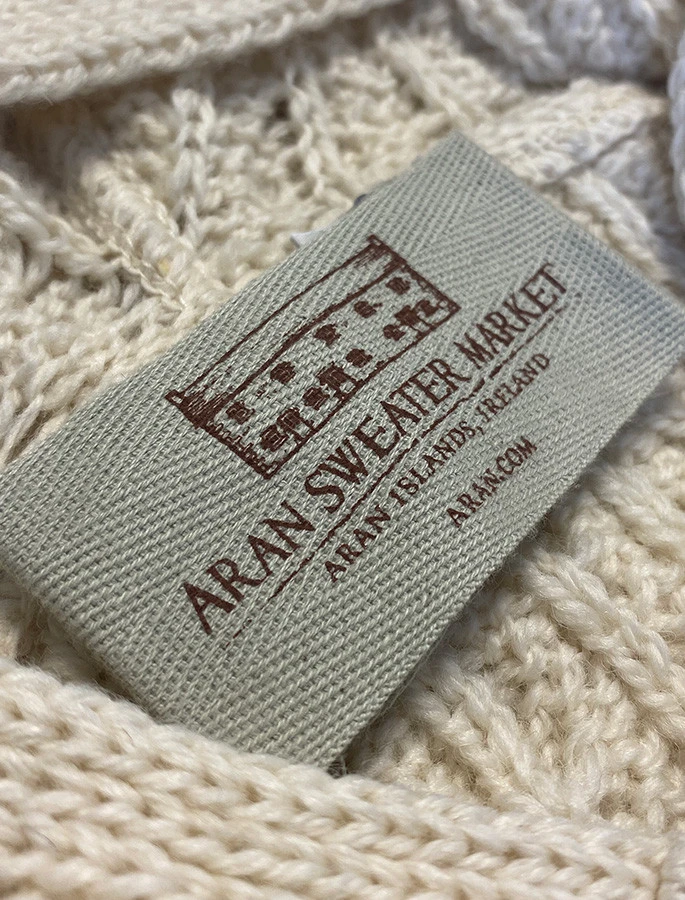 ARAN SWEATER MARKET
ARAN ISLANDS, IRELAND
ARAN.COM